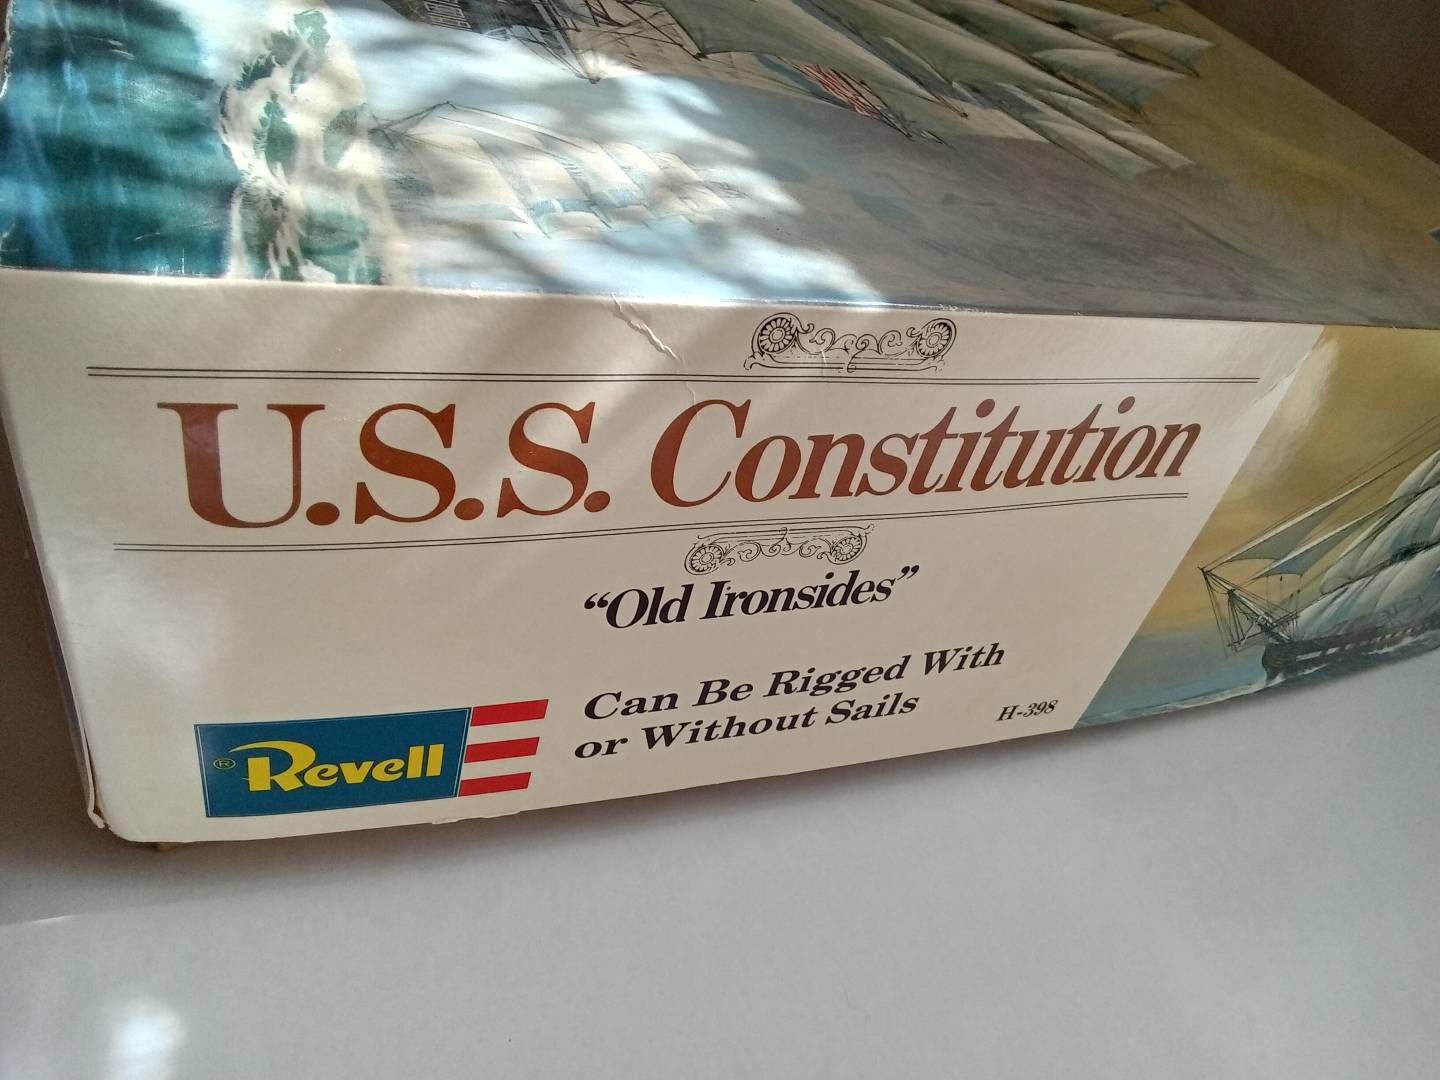 U.S.S. Constitution
“Old Ironsides”
Can Be Rigged With
or Without Sails
H-398
® Revell